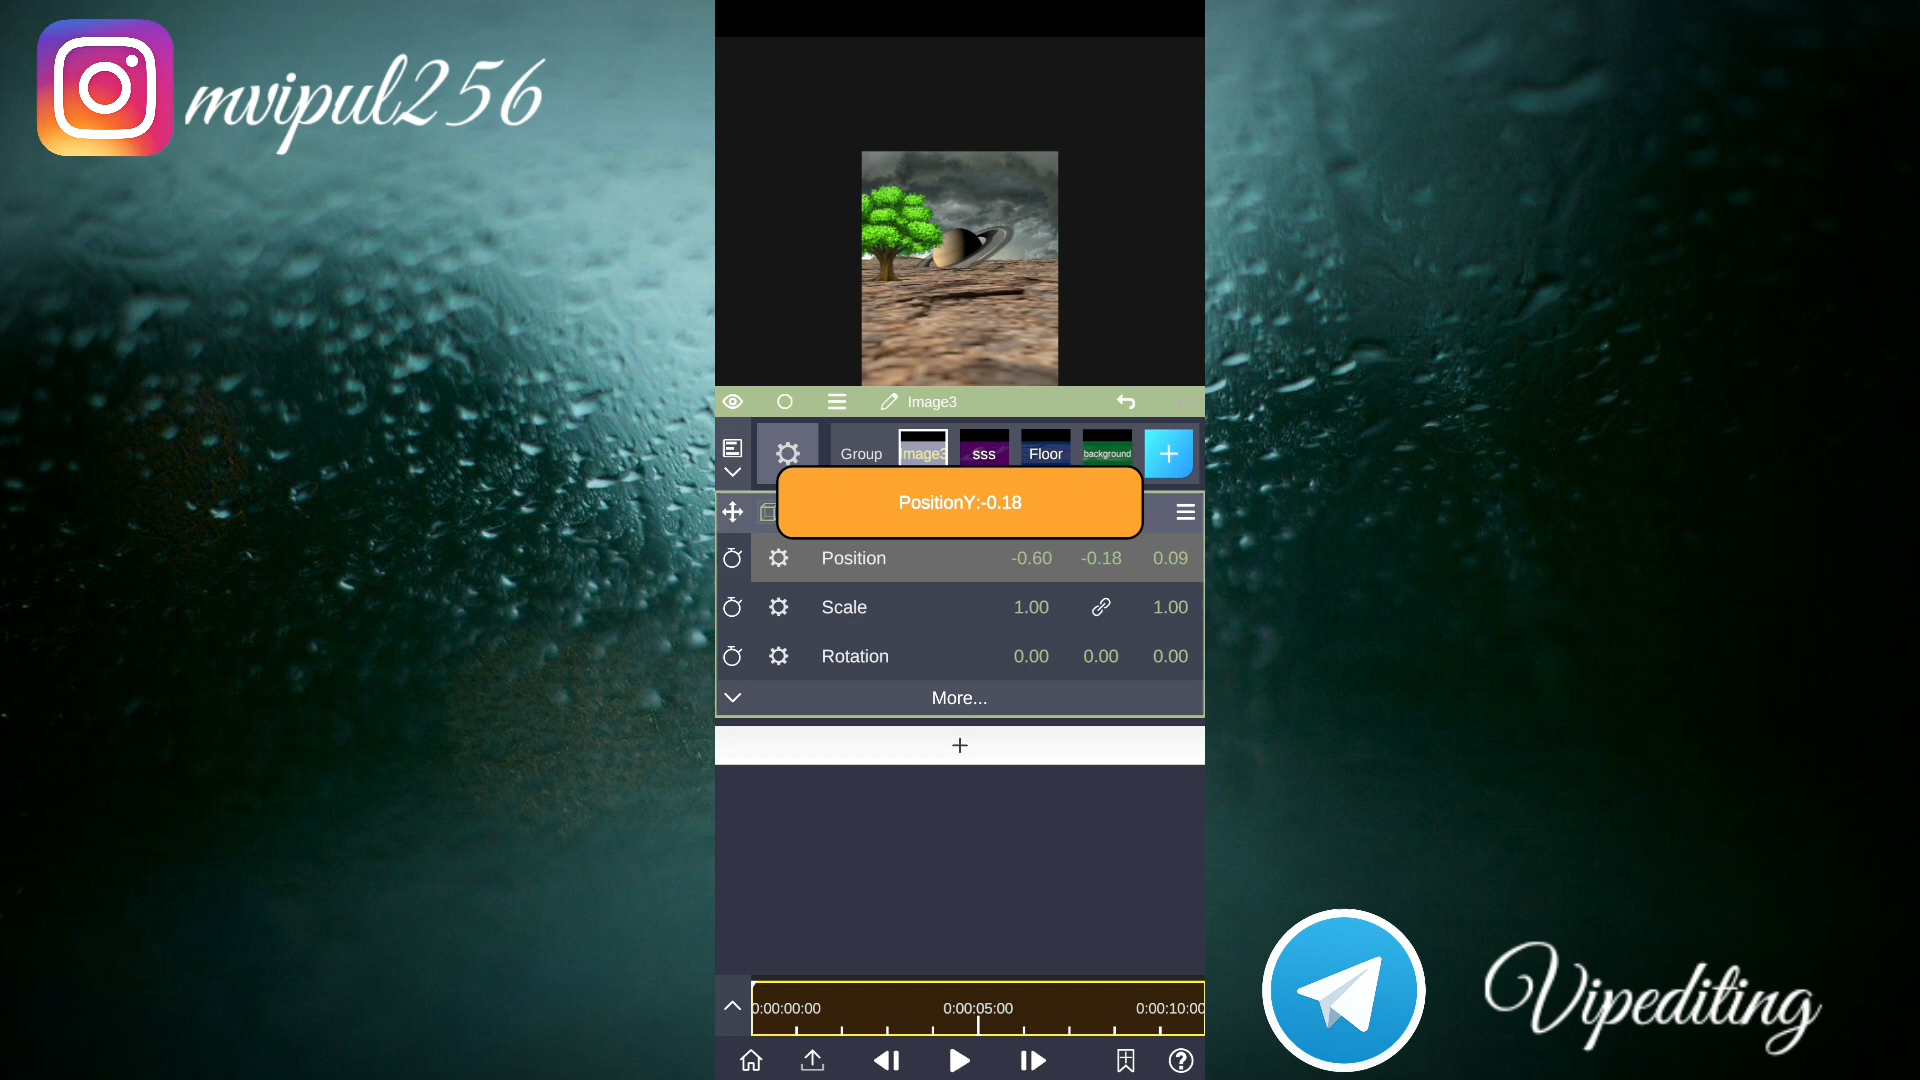 mvipul256
Image3
Group
Image3
sss
Floor
background
PositionY:-0.18
Position -0.60 -0.18 0.09
Scale 1.00 1.00
Rotation 0.00 0.00 0.00
More...
0:00:00:00 0:00:05:00 0:00:10:00
Vipediting